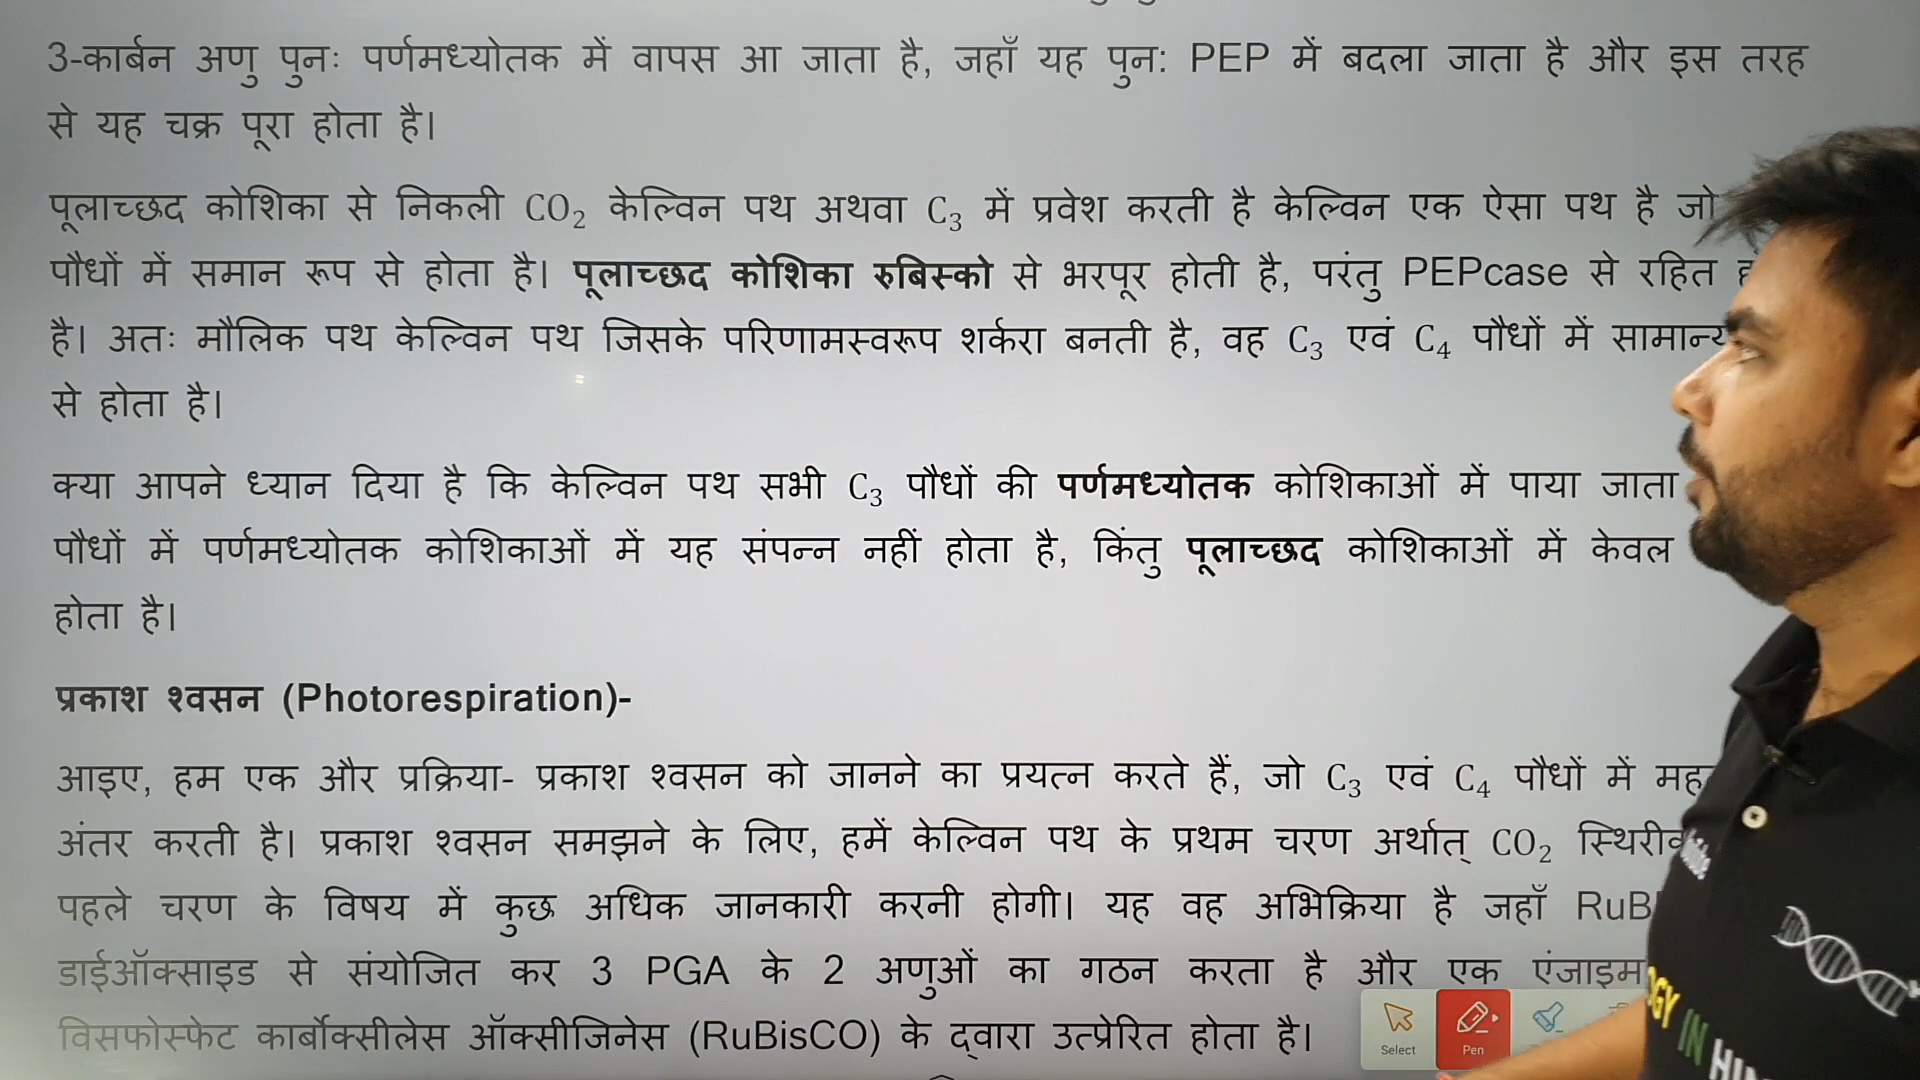 3-कार्बन अणु पुनः पर्णमध्योतक में वापस आ जाता है, जहाँ यह पुन: PEP में बदला जाता है और इस तरह
से यह चक्र पूरा होता है।
पूलाच्छद कोशिका से निकली CO₂ केल्विन पथ अथवा C₃ में प्रवेश करती है केल्विन एक ऐसा पथ है जो
पौधों में समान रूप से होता है। पूलाच्छद कोशिका रुबिस्को से भरपूर होती है, परंतु PEPcase से रहित
है। अतः मौलिक पथ केल्विन पथ जिसके परिणामस्वरूप शर्करा बनती है, वह C₃ एवं C₄ पौधों में सामान्य
से होता है।
क्या आपने ध्यान दिया है कि केल्विन पथ सभी C₃ पौधों की पर्णमध्योतक कोशिकाओं में पाया जाता
पौधों में पर्णमध्योतक कोशिकाओं में यह संपन्न नहीं होता है, किंतु पूलाच्छद कोशिकाओं में केवल
होता है।
प्रकाश श्वसन (Photorespiration)-
आइए, हम एक और प्रक्रिया- प्रकाश श्वसन को जानने का प्रयत्न करते हैं, जो C₃ एवं C₄ पौधों में
अंतर करती है। प्रकाश श्वसन समझने के लिए, हमें केल्विन पथ के प्रथम चरण अर्थात् CO₂
पहले चरण के विषय में कुछ अधिक जानकारी करनी होगी। यह वह अभिक्रिया है जहाँ
डाईऑक्साइड से संयोजित कर 3 PGA के 2 अणुओं का गठन करता है और एक एंजाइम
विसफोस्फेट कार्बोक्सीलेस ऑक्सीजिनेस (RuBisCO) के द्वारा उत्प्रेरित होता है।
Select
Pen
IN